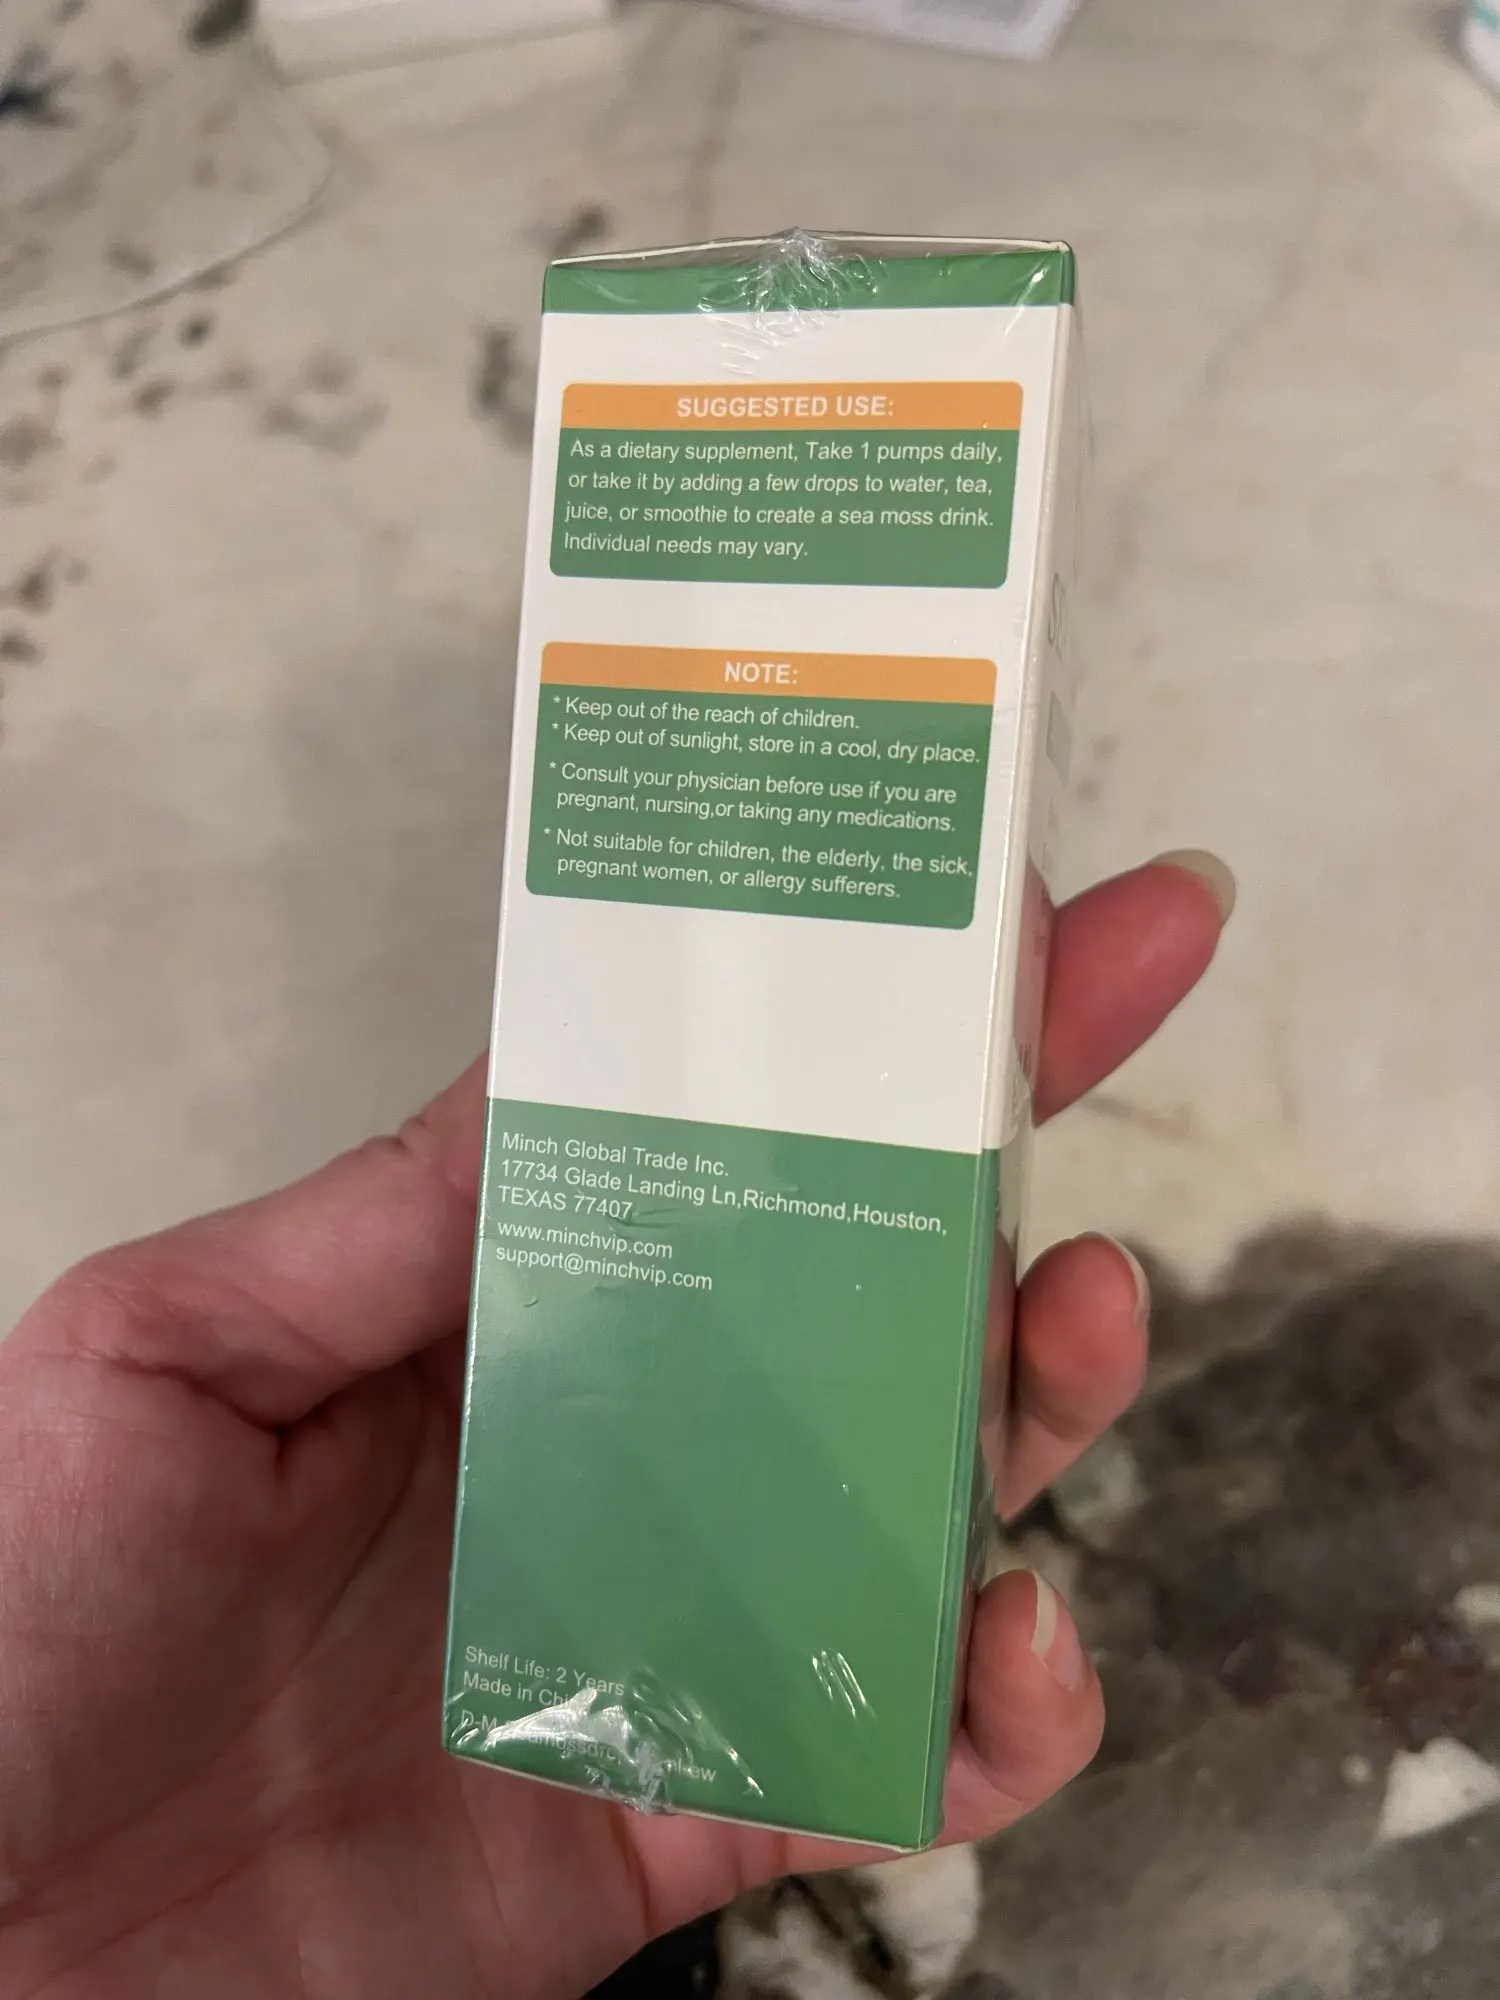 SUGGESTED USE:
As a dietary supplement, Take 1 pumps daily,
or take it by adding a few drops to water, tea,
juice, or smoothie to create a sea moss drink.
Individual needs may vary.
NOTE:
* Keep out of the reach of children.
* Keep out of sunlight, store in a cool, dry place.
* Consult your physician before use if you are
pregnant, nursing,or taking any medications.
* Not suitable for children, the elderly, the sick,
pregnant women, or allergy sufferers.
Minch Global Trade Inc.
17734 Glade Landing Ln,Richmond,Houston,
TEXAS 77407
www.minchvip.com
support@minchvip.com
Shelf Life: 2 Years
Made in